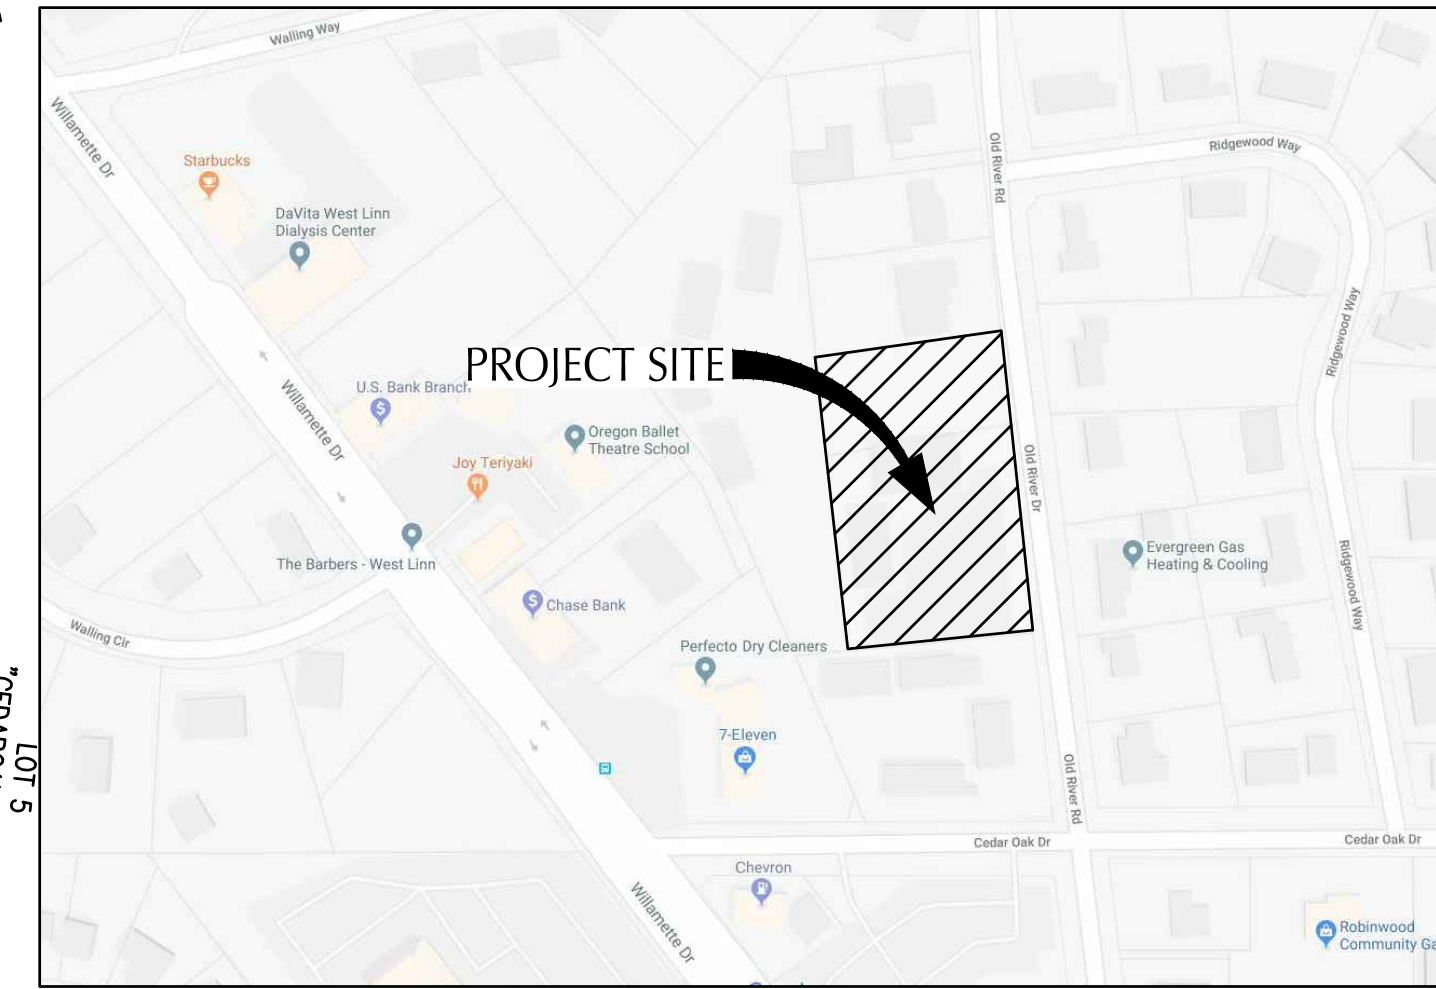 Walling Way
Willamette Dr
Starbucks
DaVita West Linn
Dialysis Center
Old River Rd
Ridgewood Way
Ridgewood Way
PROJECT SITE
U.S. Bank Branch
Willamette Dr
Oregon Ballet
Theatre School
Joy Teriyaki
Old River Dr
The Barbers - West Linn
Evergreen Gas
Heating & Cooling
Ridgewood Way
Chase Bank
Walling Cir
Perfecto Dry Cleaners
7-Eleven
LOT 5
Old River Rd
Cedar Oak Dr
Cedar Oak Dr
Chevron
Willamette Dr
Robinwood
Community Ga